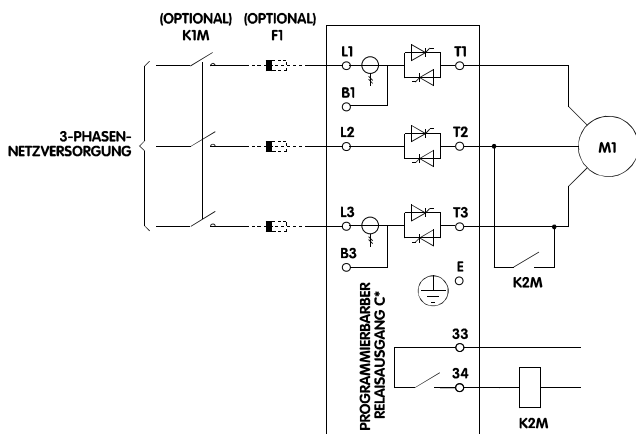 (OPTIONAL)
K1M
(OPTIONAL)
F1
L1
T1
B1
3-PHASEN-
NETZVERSORGUNG
L2
T2
M1
L3
T3
B3
E
K2M
PROGRAMMIERBARBER
RELAISAUSGANG C*
33
34
K2M